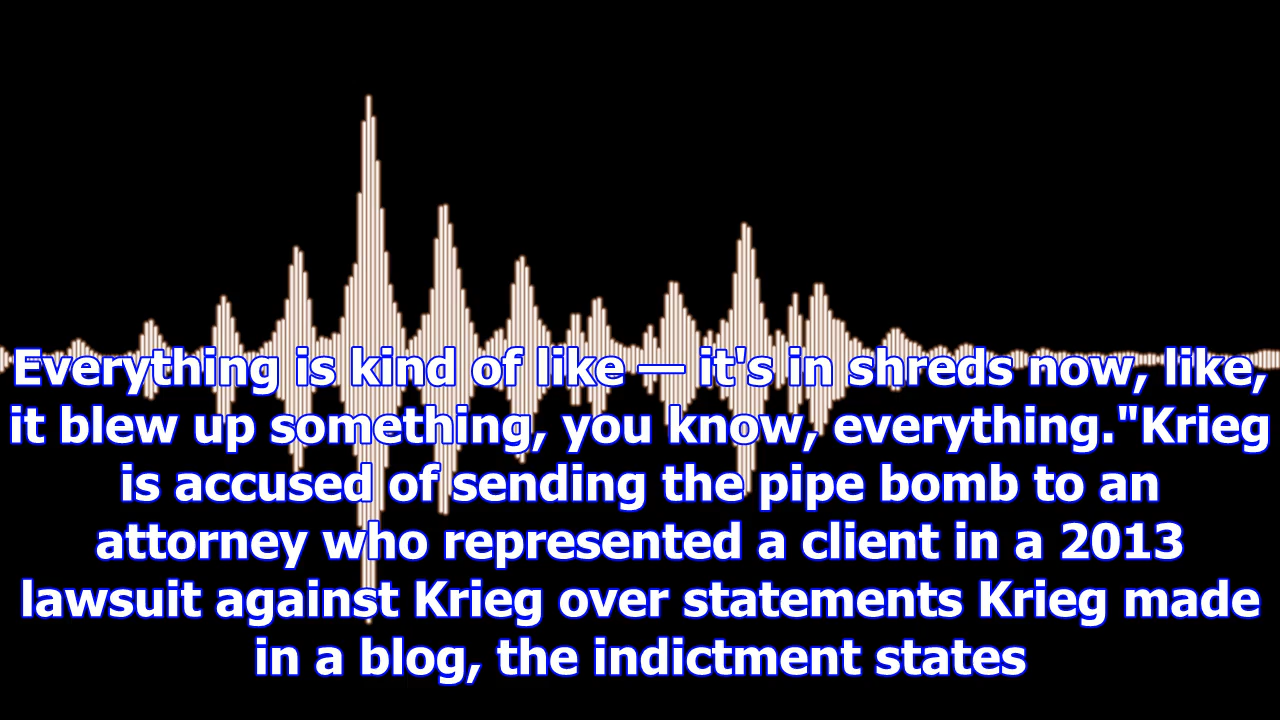 Everything is kind of like — it's in shreds now, like,
it blew up something, you know, everything."Krieg
is accused of sending the pipe bomb to an
attorney who represented a client in a 2013
lawsuit against Krieg over statements Krieg made
in a blog, the indictment states